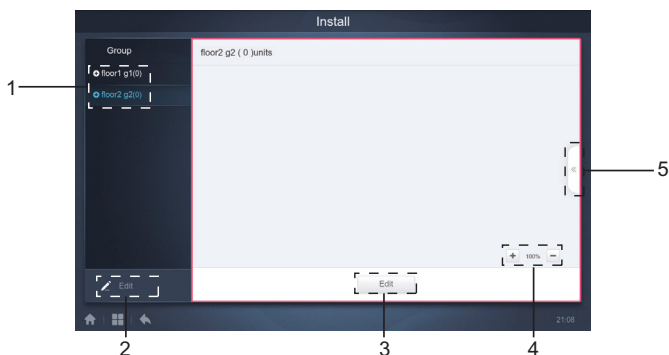 Install
Group
floor2 g2 ( 0 )units
floor1 g1(0)
floor2 g2(0)
1
5
+ 100% −
Edit
Edit
21:08
2
3
4